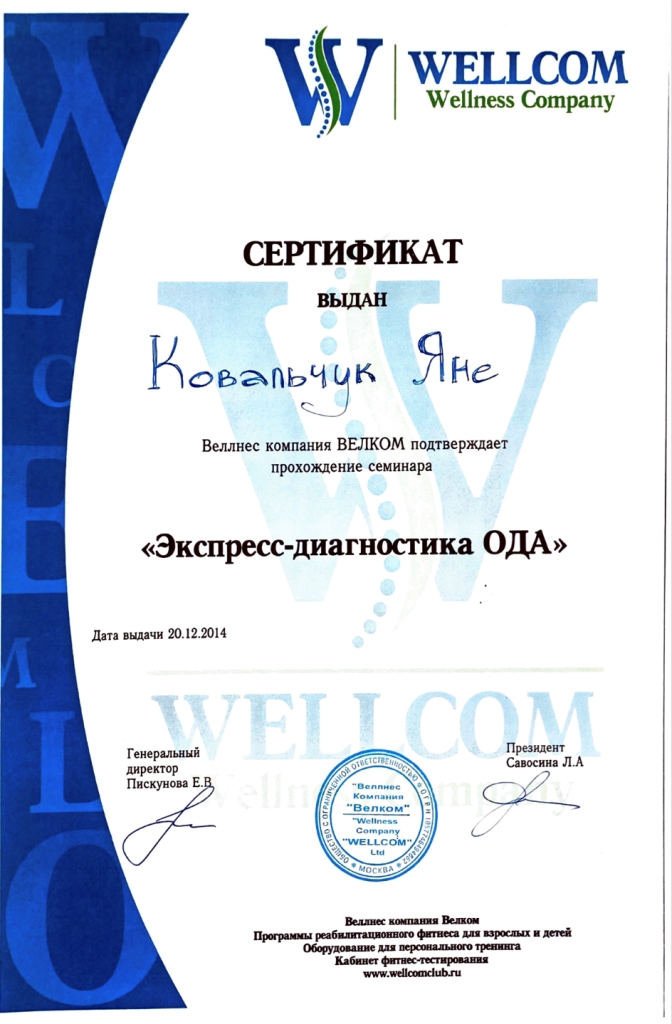 WELLCOM
Wellness Company
СЕРТИФИКАТ
ВЫДАН
Ковальчук Яне
Веллнес компания ВЕЛКОМ подтверждает
прохождение семинара
«Экспресс-диагностика ОДА»
Дата выдачи 20.12.2014
WELLCOM
Wellness Company
Генеральный
директор
Пискунова Е.В
Президент
Савосина Л.А
ОБЩЕСТВО С ОГРАНИЧЕННОЙ ОТВЕТСТВЕННОСТЬЮ
МОСКВА
"Веллнес
Компания
"Велком"
"Wellness
Company
"WELLCOM"
Ltd
Веллнес компания Велком
Программы реабилитационного фитнеса для взрослых и детей
Оборудование для персонального тренинга
Кабинет фитнес-тестирования
www.wellcomclub.ru